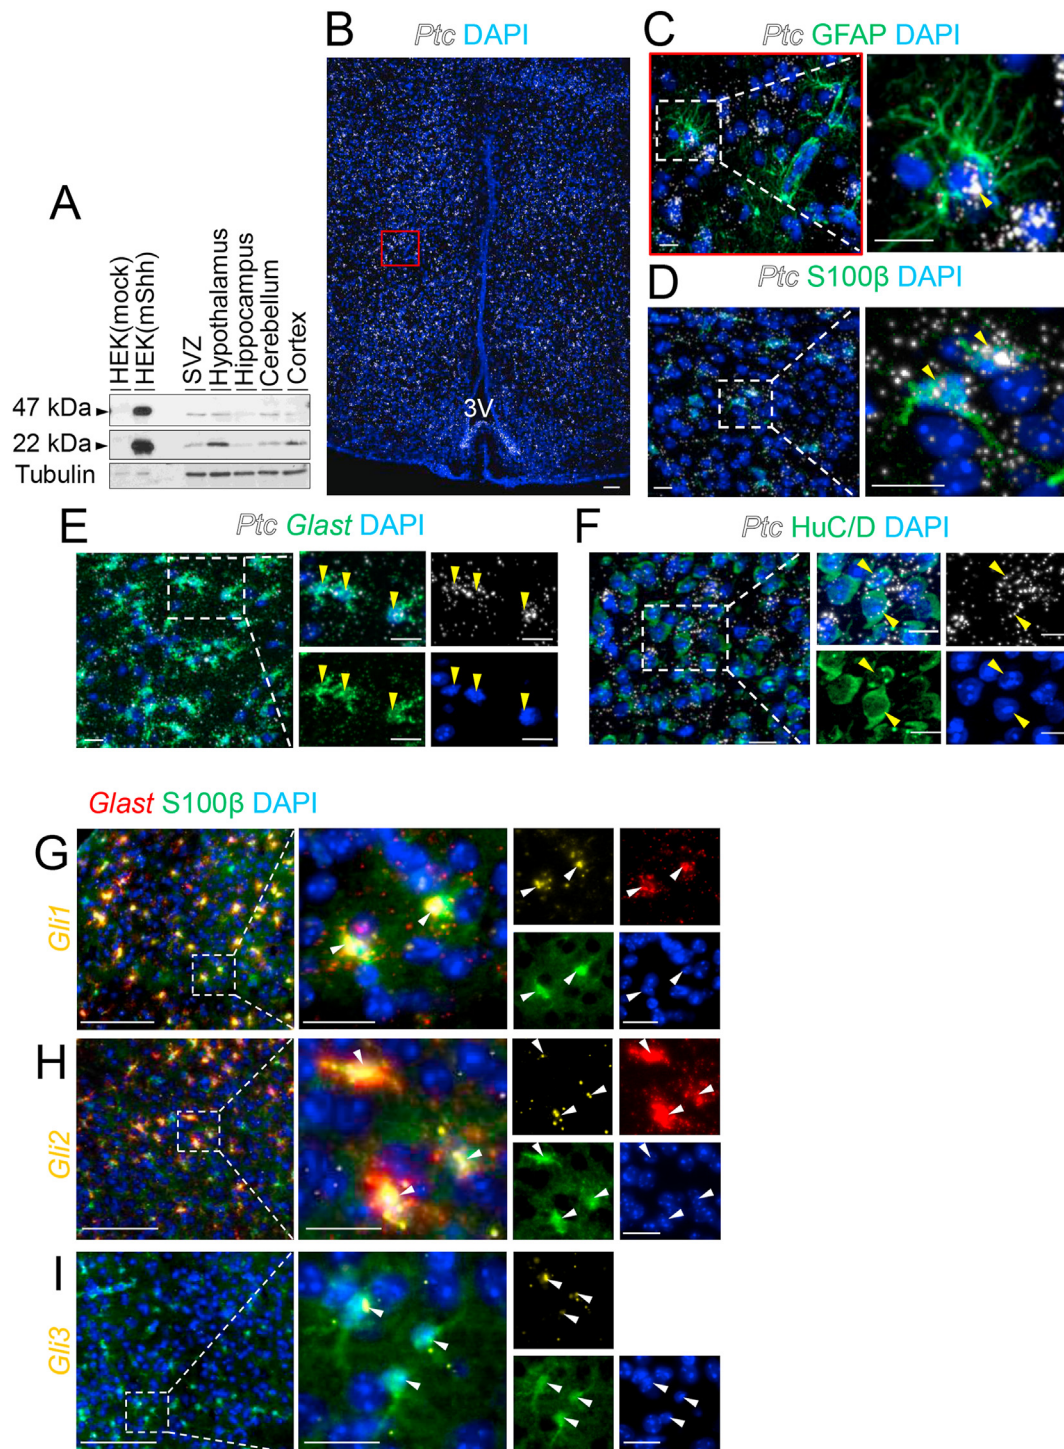 A
HEK(mock)
HEK(mShh)
SVZ
Hypothalamus
Hippocampus
Cerebellum
Cortex
47 kDa
22 kDa
Tubulin
B
Ptc DAPI
3V
C
Ptc GFAP DAPI
D
Ptc S100β DAPI
E
Ptc Glast DAPI
F
Ptc HuC/D DAPI
Glast S100β DAPI
G
Gli1
H
Gli2
I
Gli3